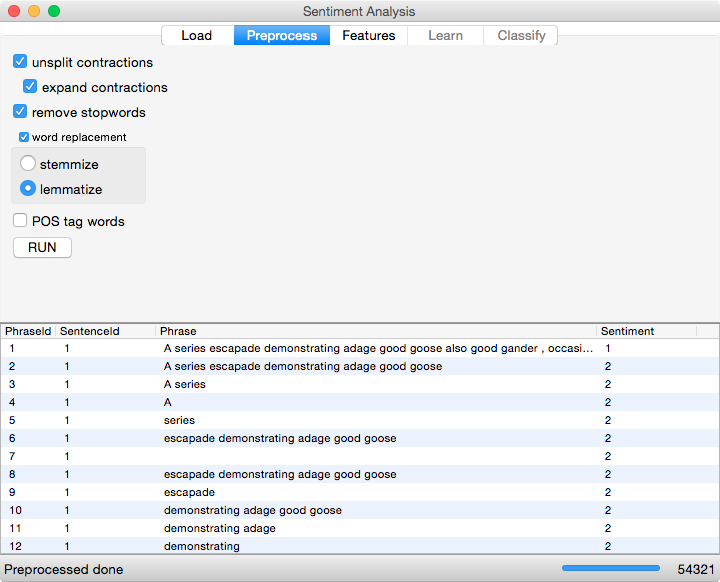 Sentiment Analysis
Load Preprocess Features Learn Classify
unsplit contractions
expand contractions
remove stopwords
word replacement
stemmize
lemmatize
POS tag words
RUN
PhraseId SentenceId Phrase Sentiment
1 1 A series escapade demonstrating adage good goose also good gander , occasi... 1
2 1 A series escapade demonstrating adage good goose 2
3 1 A series 2
4 1 A 2
5 1 series 2
6 1 escapade demonstrating adage good goose 2
7 1 2
8 1 escapade demonstrating adage good goose 2
9 1 escapade 2
10 1 demonstrating adage good goose 2
11 1 demonstrating adage 2
12 1 demonstrating 2
Preprocessed done 54321